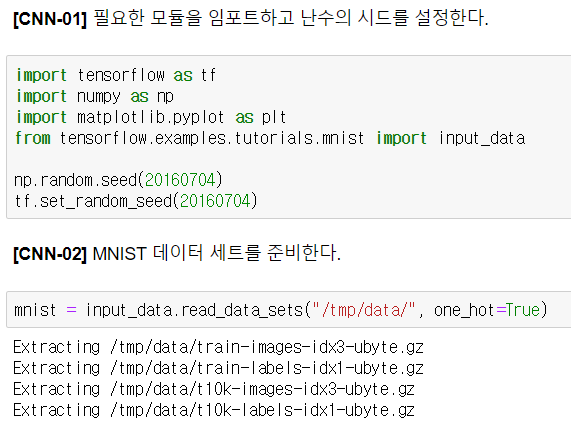 [CNN-01] 필요한 모듈을 임포트하고 난수의 시드를 설정한다.
import tensorflow as tf
import numpy as np
import matplotlib.pyplot as plt
from tensorflow.examples.tutorials.mnist import input_data
np.random.seed(20160704)
tf.set_random_seed(20160704)
[CNN-02] MNIST 데이터 세트를 준비한다.
mnist = input_data.read_data_sets("/tmp/data/", one_hot=True)
Extracting /tmp/data/train-images-idx3-ubyte.gz
Extracting /tmp/data/train-labels-idx1-ubyte.gz
Extracting /tmp/data/t10k-images-idx3-ubyte.gz
Extracting /tmp/data/t10k-labels-idx1-ubyte.gz